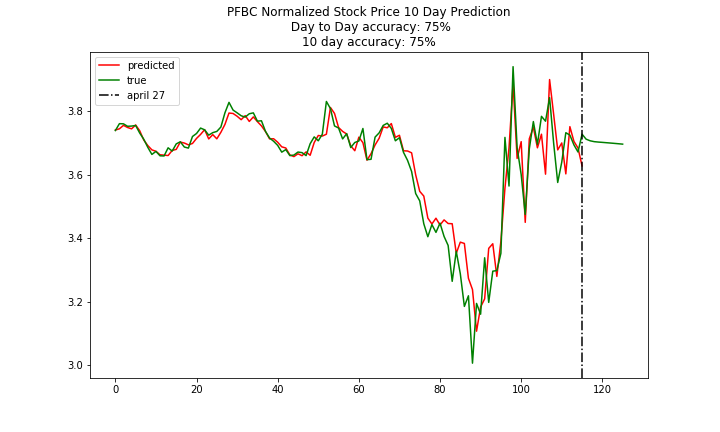 PFBC Normalized Stock Price 10 Day Prediction
Day to Day accuracy: 75%
10 day accuracy: 75%
predicted
true
april 27
3.8
3.6
3.4
3.2
3.0
0
20
40
60
80
100
120